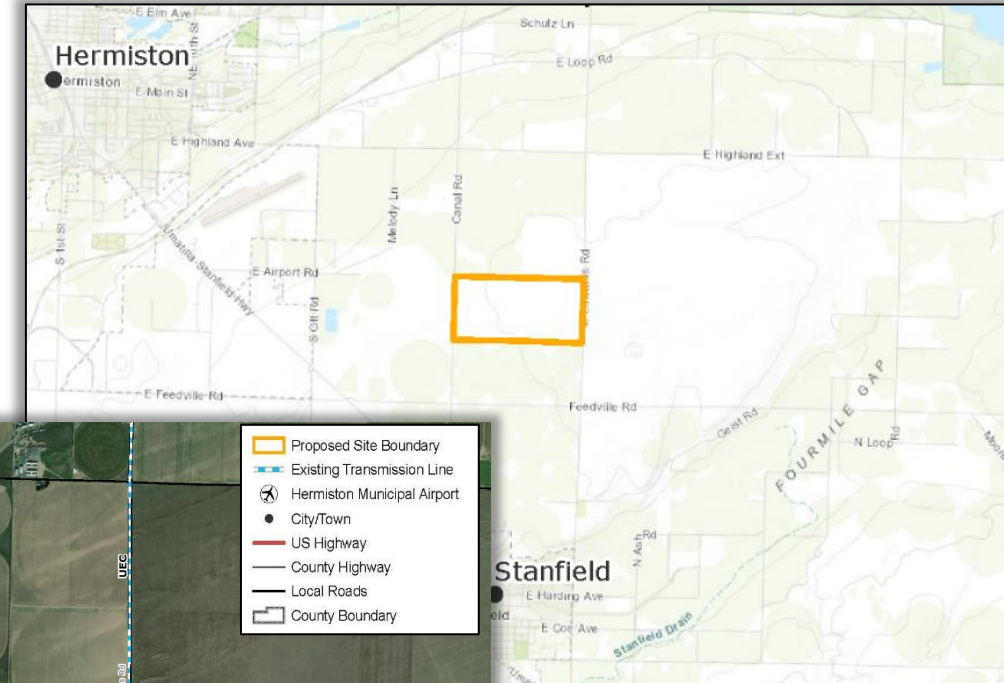 E Elm Ave
Schulz Ln
Hermiston
E Loop Rd
E Main St
E Highland Ave
E Highland Ext
Canal Rd
Melody Ln
S 1st St
Umatilla-Stanfield Hwy
E Airport Rd
S Ott Rd
E Feedville Rd
Feedville Rd
Geist Rd
FOURMILE GAP
N Loop Rd
Proposed Site Boundary
Existing Transmission Line
Hermiston Municipal Airport
City/Town
US Highway
County Highway
Local Roads
County Boundary
UEC
N Ash Rd
Stanfield
E Harding Ave
E Coe Ave
Stanfield Drain